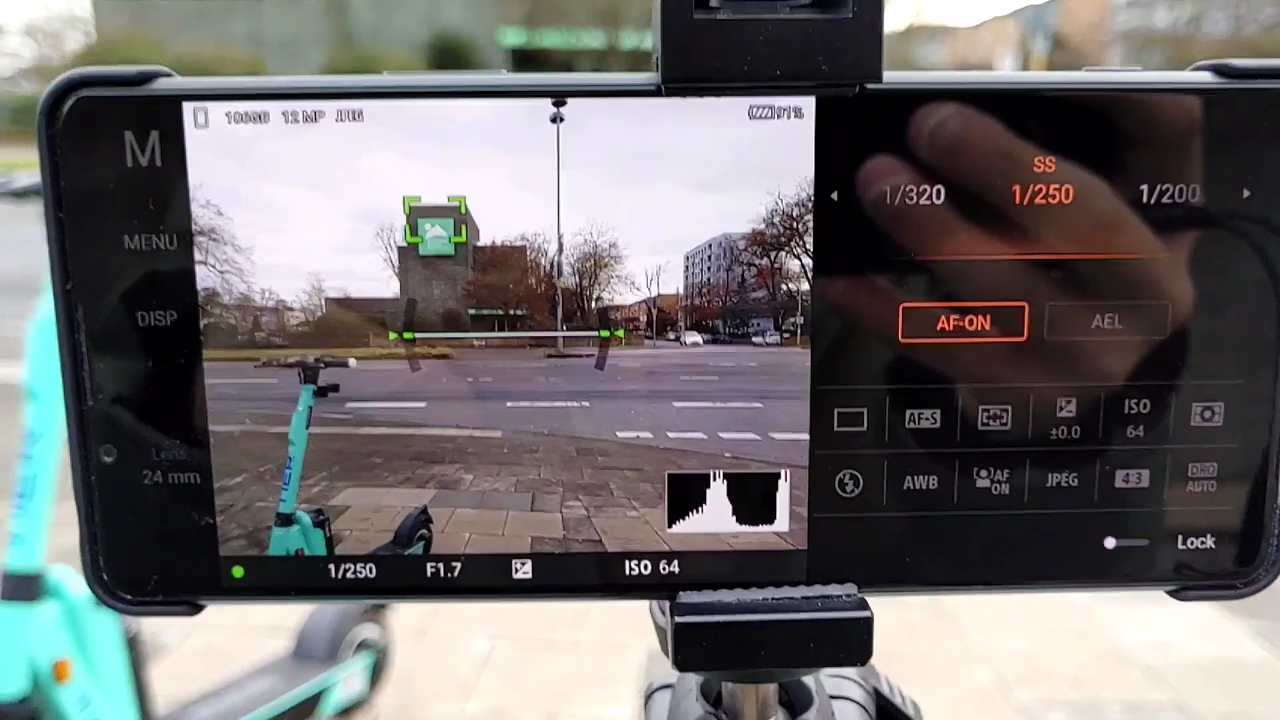 M
MENU
DISP
Lens
24 mm
106GB 12 MP JPEG
91%
1/250 F1.7 ISO 64
SS
1/320 1/250 1/200
AF-ON AEL
AF-S ±0.0 ISO 64
AWB AF ON JPEG 4:3 DRO AUTO
Lock